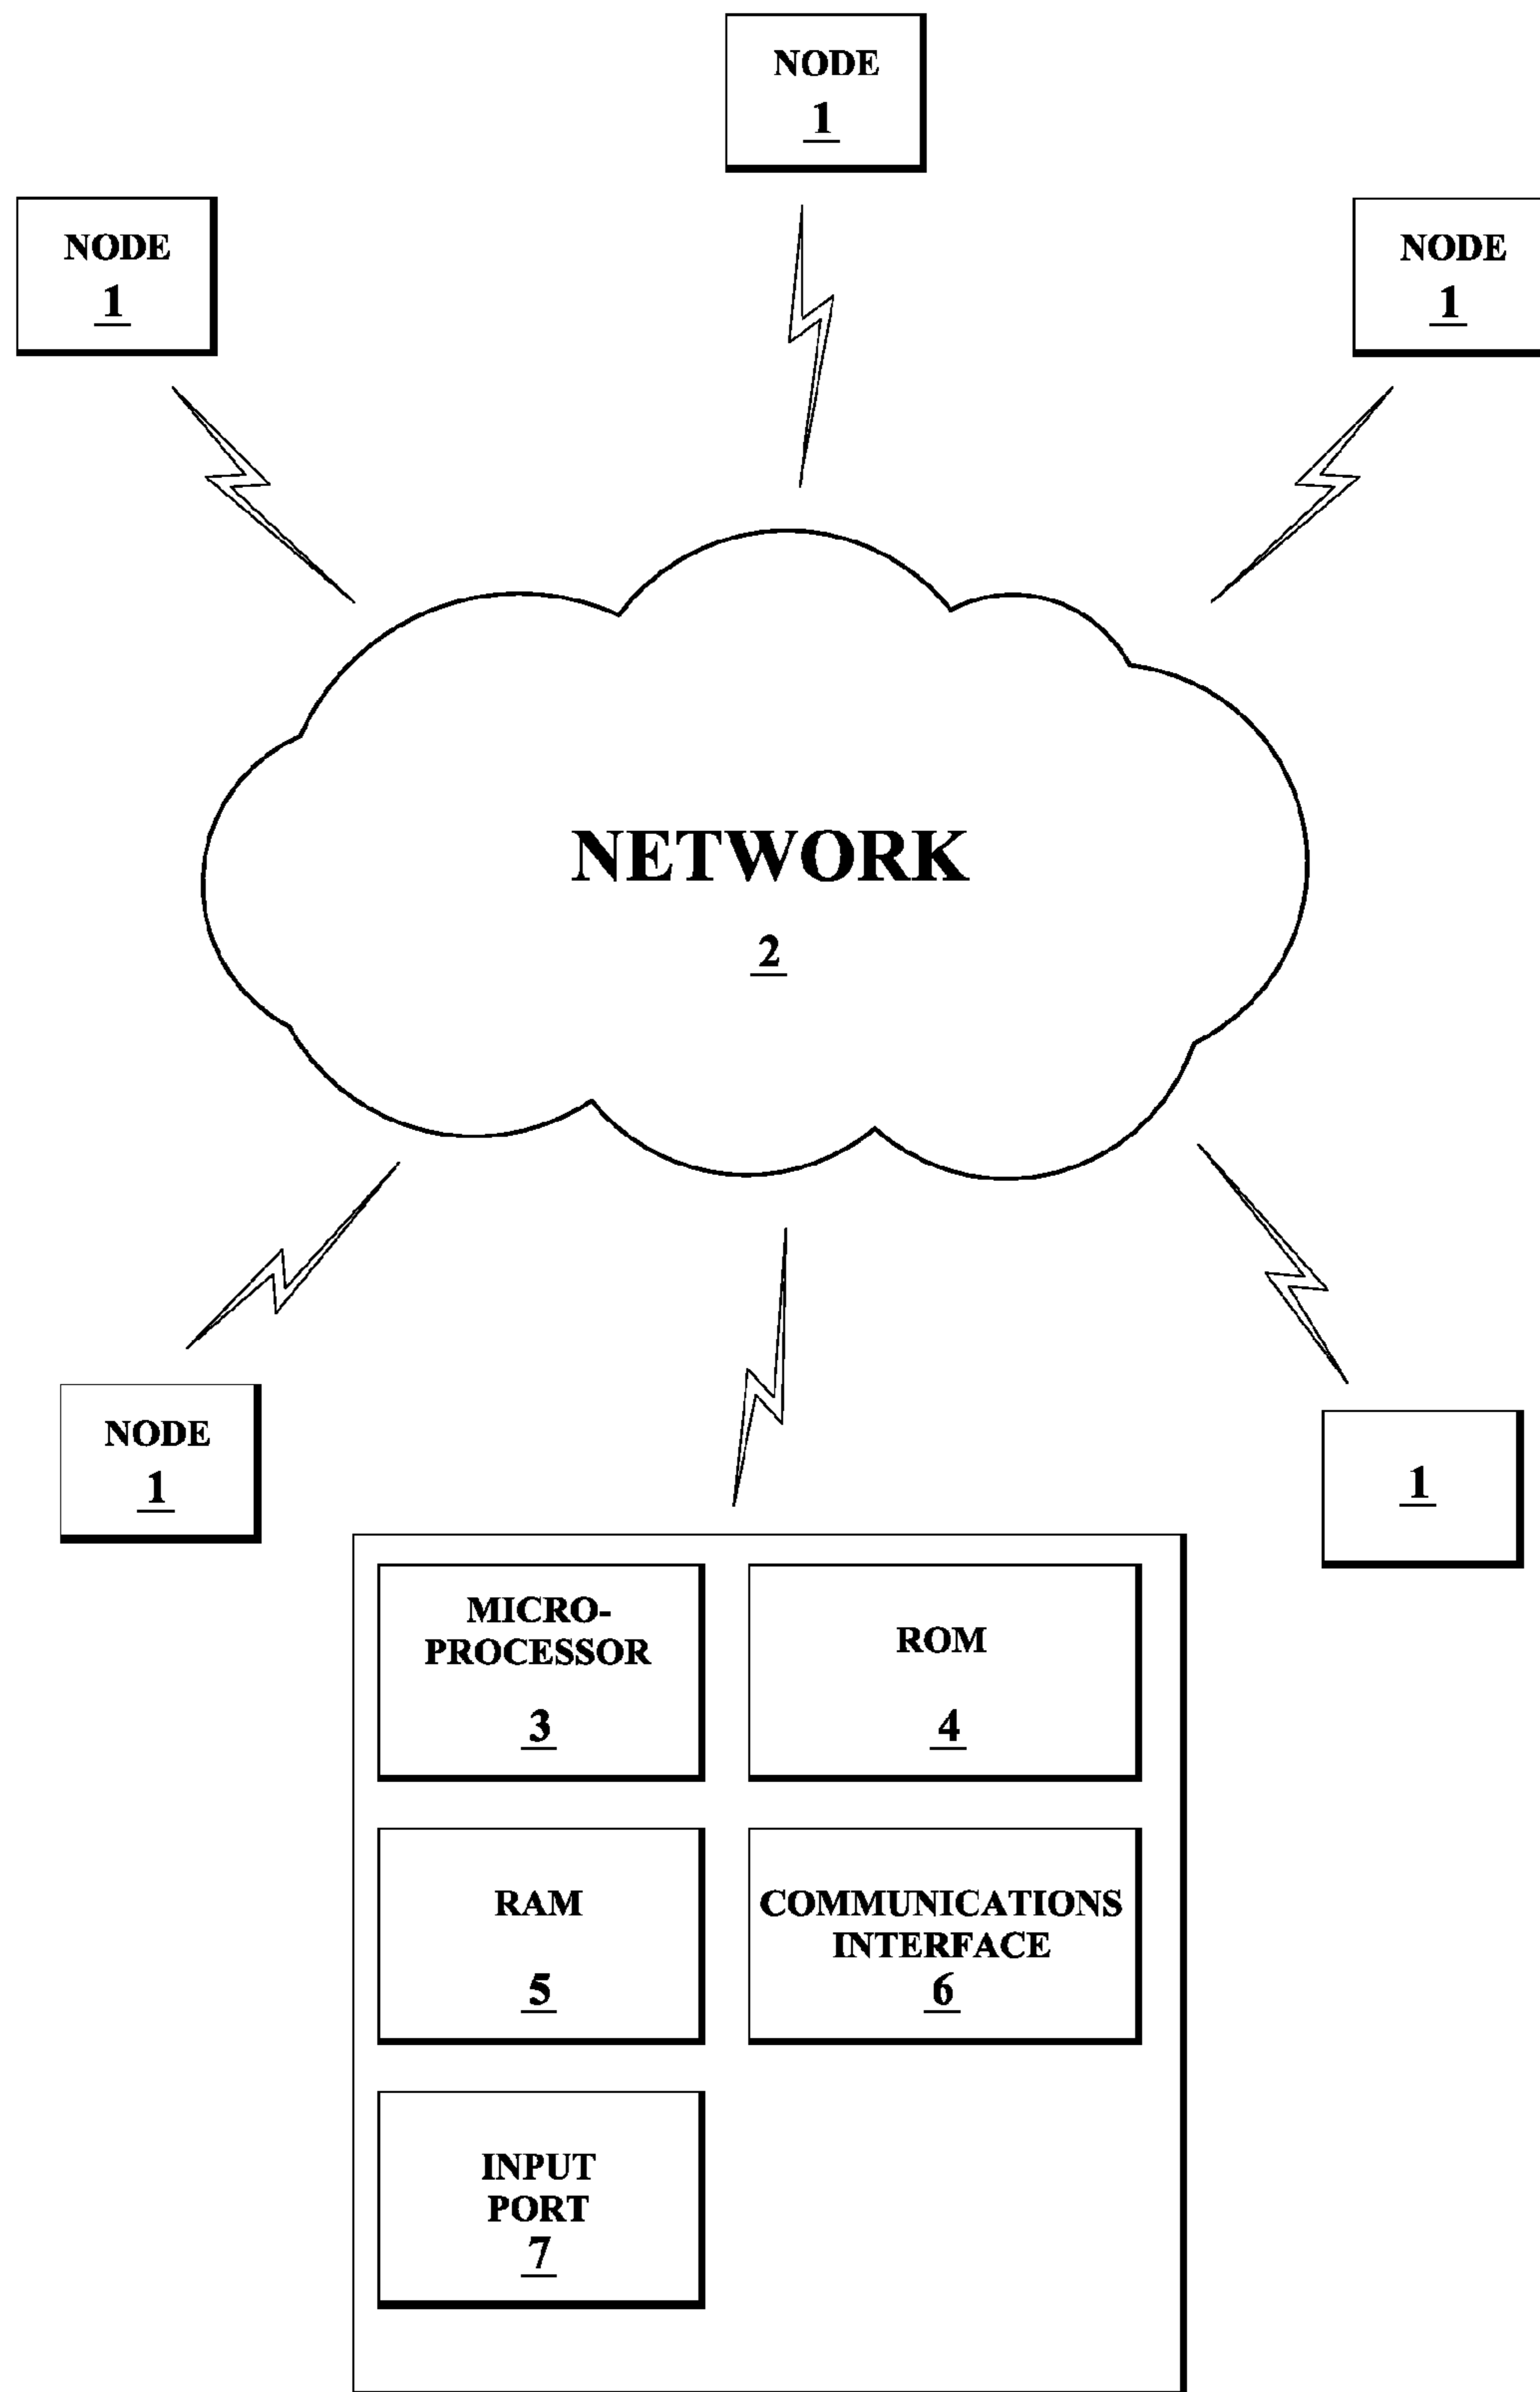 NODE
1
NODE
1
NODE
1
NETWORK
2
NODE
1
1
MICRO-
PROCESSOR
3
ROM
4
RAM
5
COMMUNICATIONS
INTERFACE
6
INPUT
PORT
7